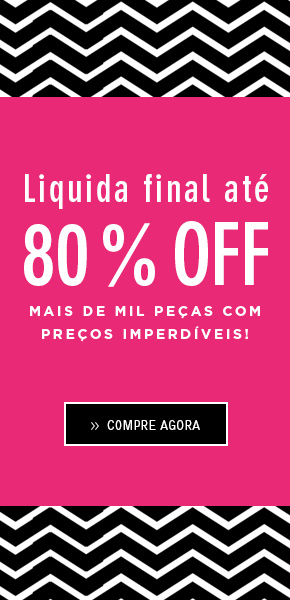 Liquida final até
80% OFF
MAIS DE MIL PEÇAS COM
PREÇOS IMPERDÍVEIS!
» COMPRE AGORA